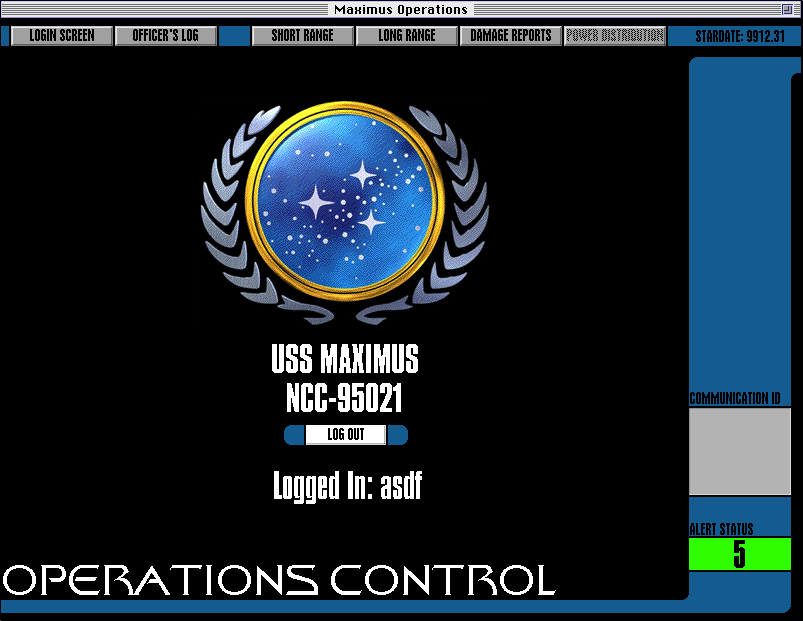 Maximus Operations
LOGIN SCREEN OFFICER'S LOG SHORT RANGE LONG RANGE DAMAGE REPORTS POWER DISTRIBUTION STARDATE: 9912.31
USS MAXIMUS
NCC-95021
LOG OUT
Logged In: asdf
COMMUNICATION ID
ALERT STATUS
5
OPERATIONS CONTROL